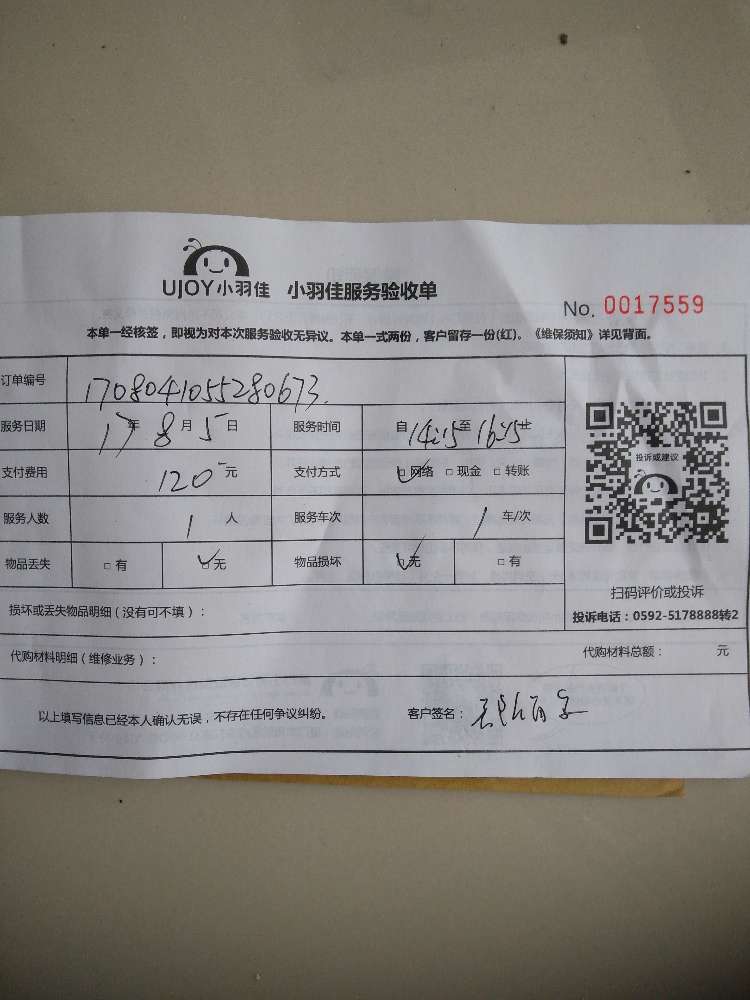 UJOY小羽佳 小羽佳服务验收单
No. 0017559
本单一经核签，即视为对本次服务验收无异议。本单一式两份，客户留存一份(红)。《维保须知》详见背面。
订单编号 170804105528067 3.
服务日期 17年 8月 5日 服务时间 自 14:15 至 16:15 止
支付费用 120元 支付方式 ☑网络 □现金 □转账
服务人数 1人 服务车次 1车/次
物品丢失 □有 ☑无 物品损坏 ☑无 □有
投诉或建议
扫码评价或投诉
投诉电话：0592-5178888转2
损坏或丢失物品明细（没有可不填）：
代购材料明细（维修业务）： 代购材料总额： 元
以上填写信息已经本人确认无误，不存在任何争议纠纷。 客户签名：